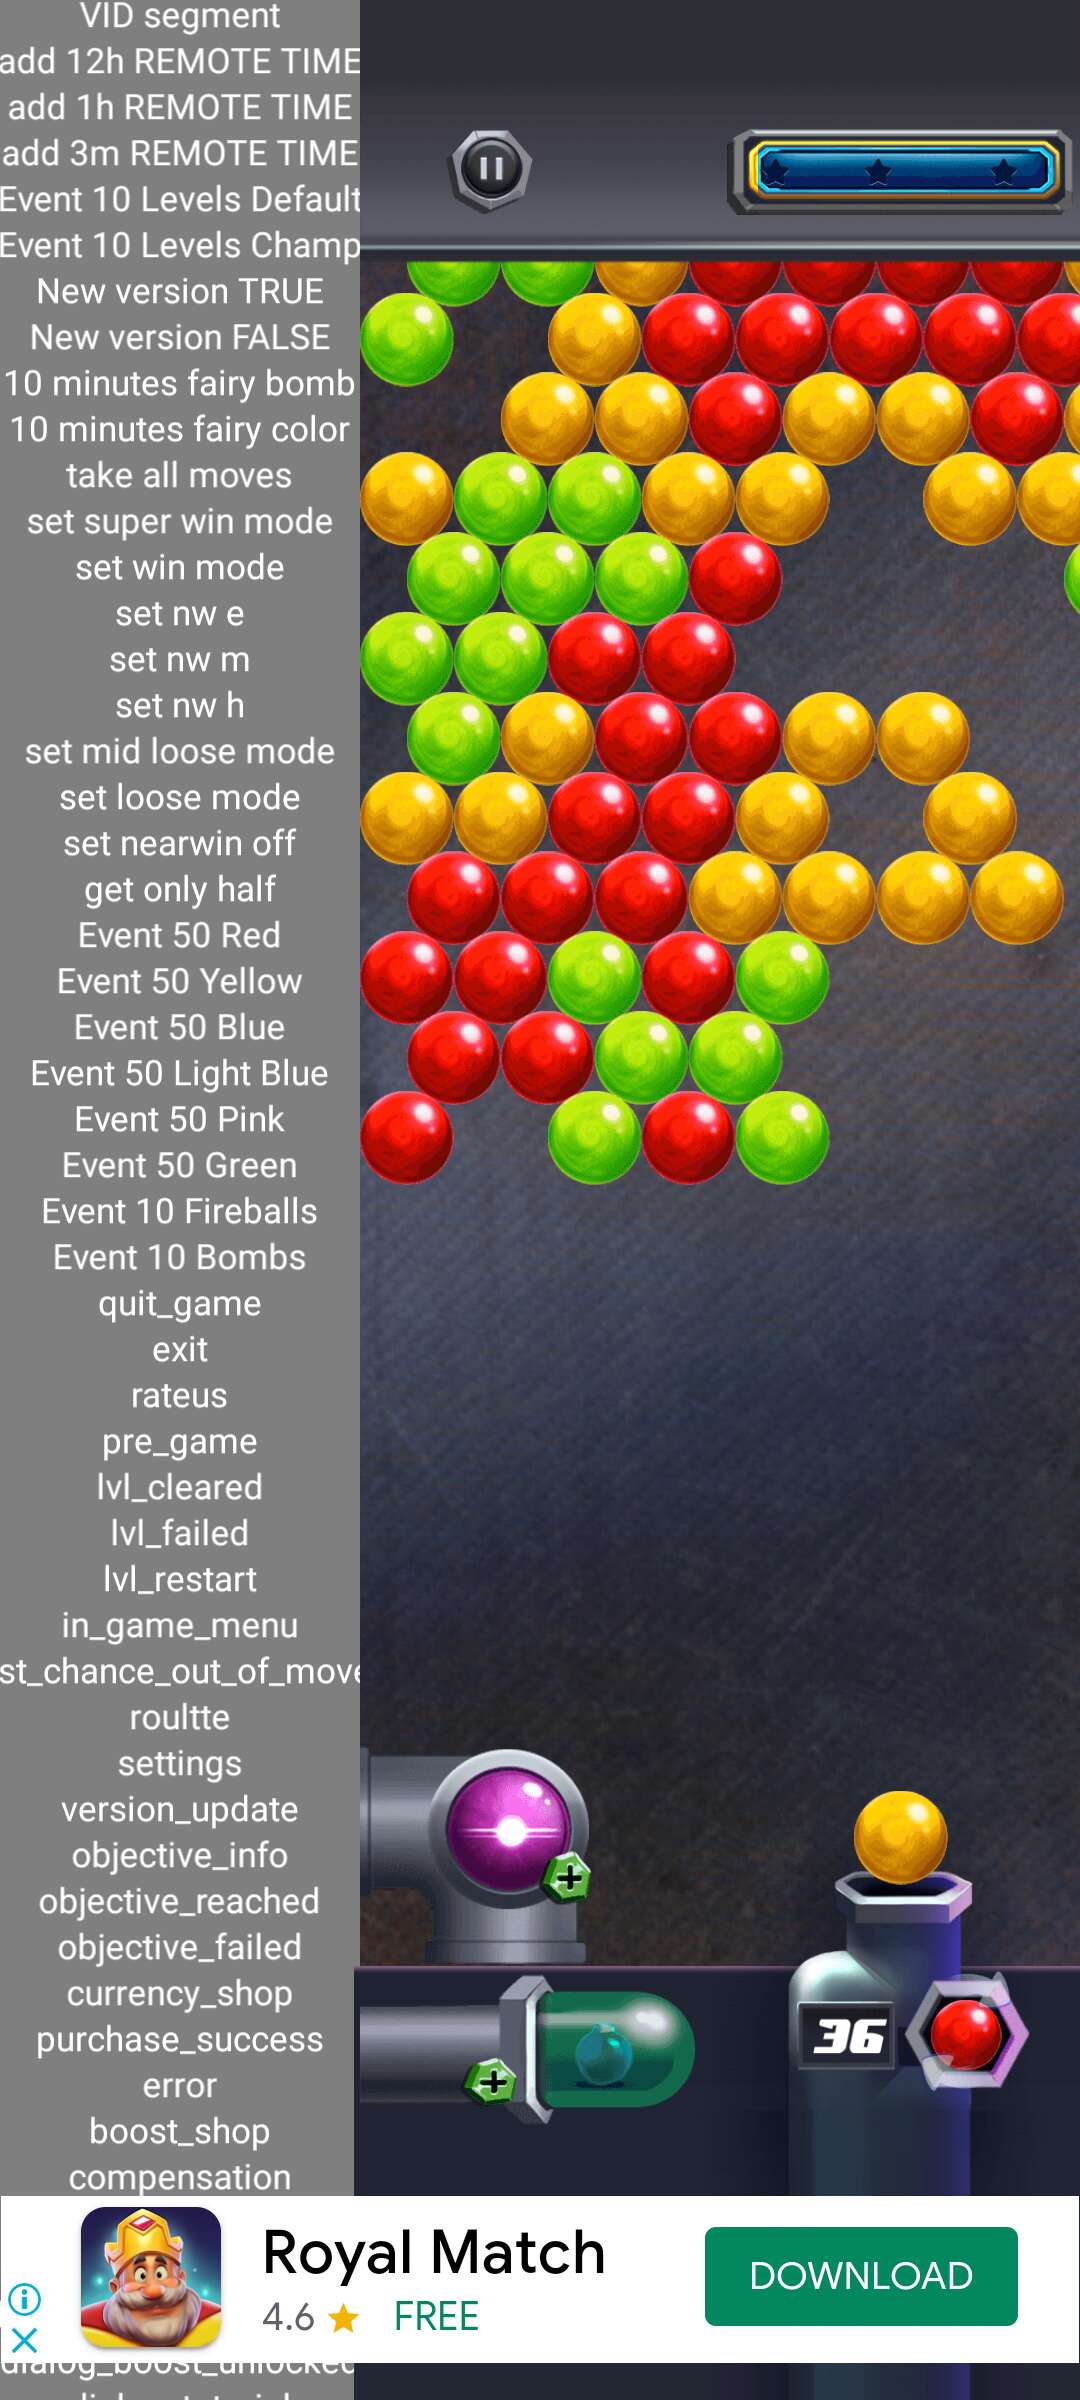 VID segment
add 12h REMOTE TIME
add 1h REMOTE TIME
add 3m REMOTE TIME
Event 10 Levels Default
Event 10 Levels Champ
New version TRUE
New version FALSE
10 minutes fairy bomb
10 minutes fairy color
take all moves
set super win mode
set win mode
set nw e
set nw m
set nw h
set mid loose mode
set loose mode
set nearwin off
get only half
Event 50 Red
Event 50 Yellow
Event 50 Blue
Event 50 Light Blue
Event 50 Pink
Event 50 Green
Event 10 Fireballs
Event 10 Bombs
quit_game
exit
rateus
pre_game
lvl_cleared
lvl_failed
lvl_restart
in_game_menu
st_chance_out_of_move
roultte
settings
version_update
objective_info
objective_reached
objective_failed
currency_shop
purchase_success
error
boost_shop
compensation
36
Royal Match
4.6 ★ FREE
DOWNLOAD
dialog_boost_unlocked